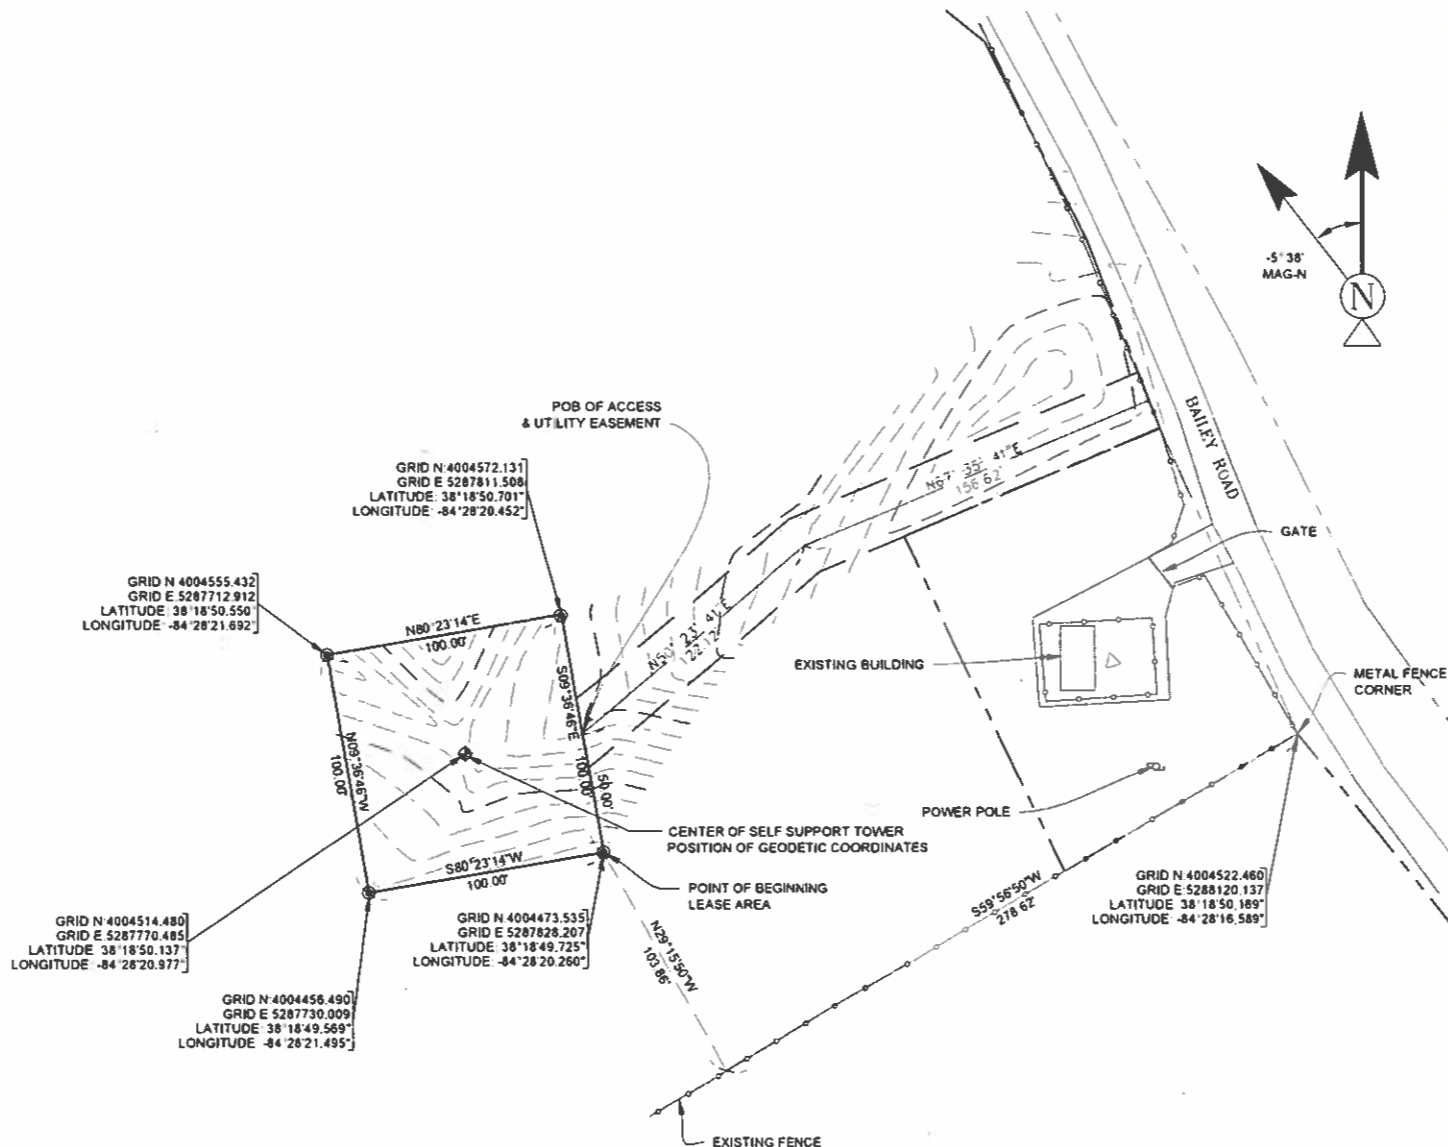 -5°38'
MAG-N
N
BAILEY ROAD
POB OF ACCESS
& UTILITY EASEMENT
GRID N:4004572.131
GRID E 5287811.508
LATITUDE: 38°18'50.701"
LONGITUDE: -84°28'20.452"
N67° 35' 41"E
156.62'
GATE
GRID N 4004555.432
GRID E:5287712.912
LATITUDE: 38°18'50.550"
LONGITUDE -84°28'21.692"
N80°23'14"E
100.00'
N50° 23' 41"E
122.12'
S09°36'46"E
100.00'
50.00'
N09°36'46"W
100.00'
EXISTING BUILDING
METAL FENCE
CORNER
POWER POLE
CENTER OF SELF SUPPORT TOWER
POSITION OF GEODETIC COORDINATES
S80°23'14"W
100.00'
POINT OF BEGINNING
LEASE AREA
S59°56'50"W
278.62'
GRID N:4004522.460
GRID E:5288120.137
LATITUDE 38°18'50.189"
LONGITUDE: -84°28'16.589"
GRID N:4004514.480
GRID E:5287770.485
LATITUDE 38°18'50.137"
LONGITUDE: -84°28'20.977"
GRID N:4004473.535
GRID E 5287828.207
LATITUDE: 38°18'49.725"
LONGITUDE: -84°28'20.260"
N29°15'50"W
103.86'
GRID N:4004456.490
GRID E 5287730.009
LATITUDE 38°18'49.569"
LONGITUDE -84°28'21.495"
EXISTING FENCE